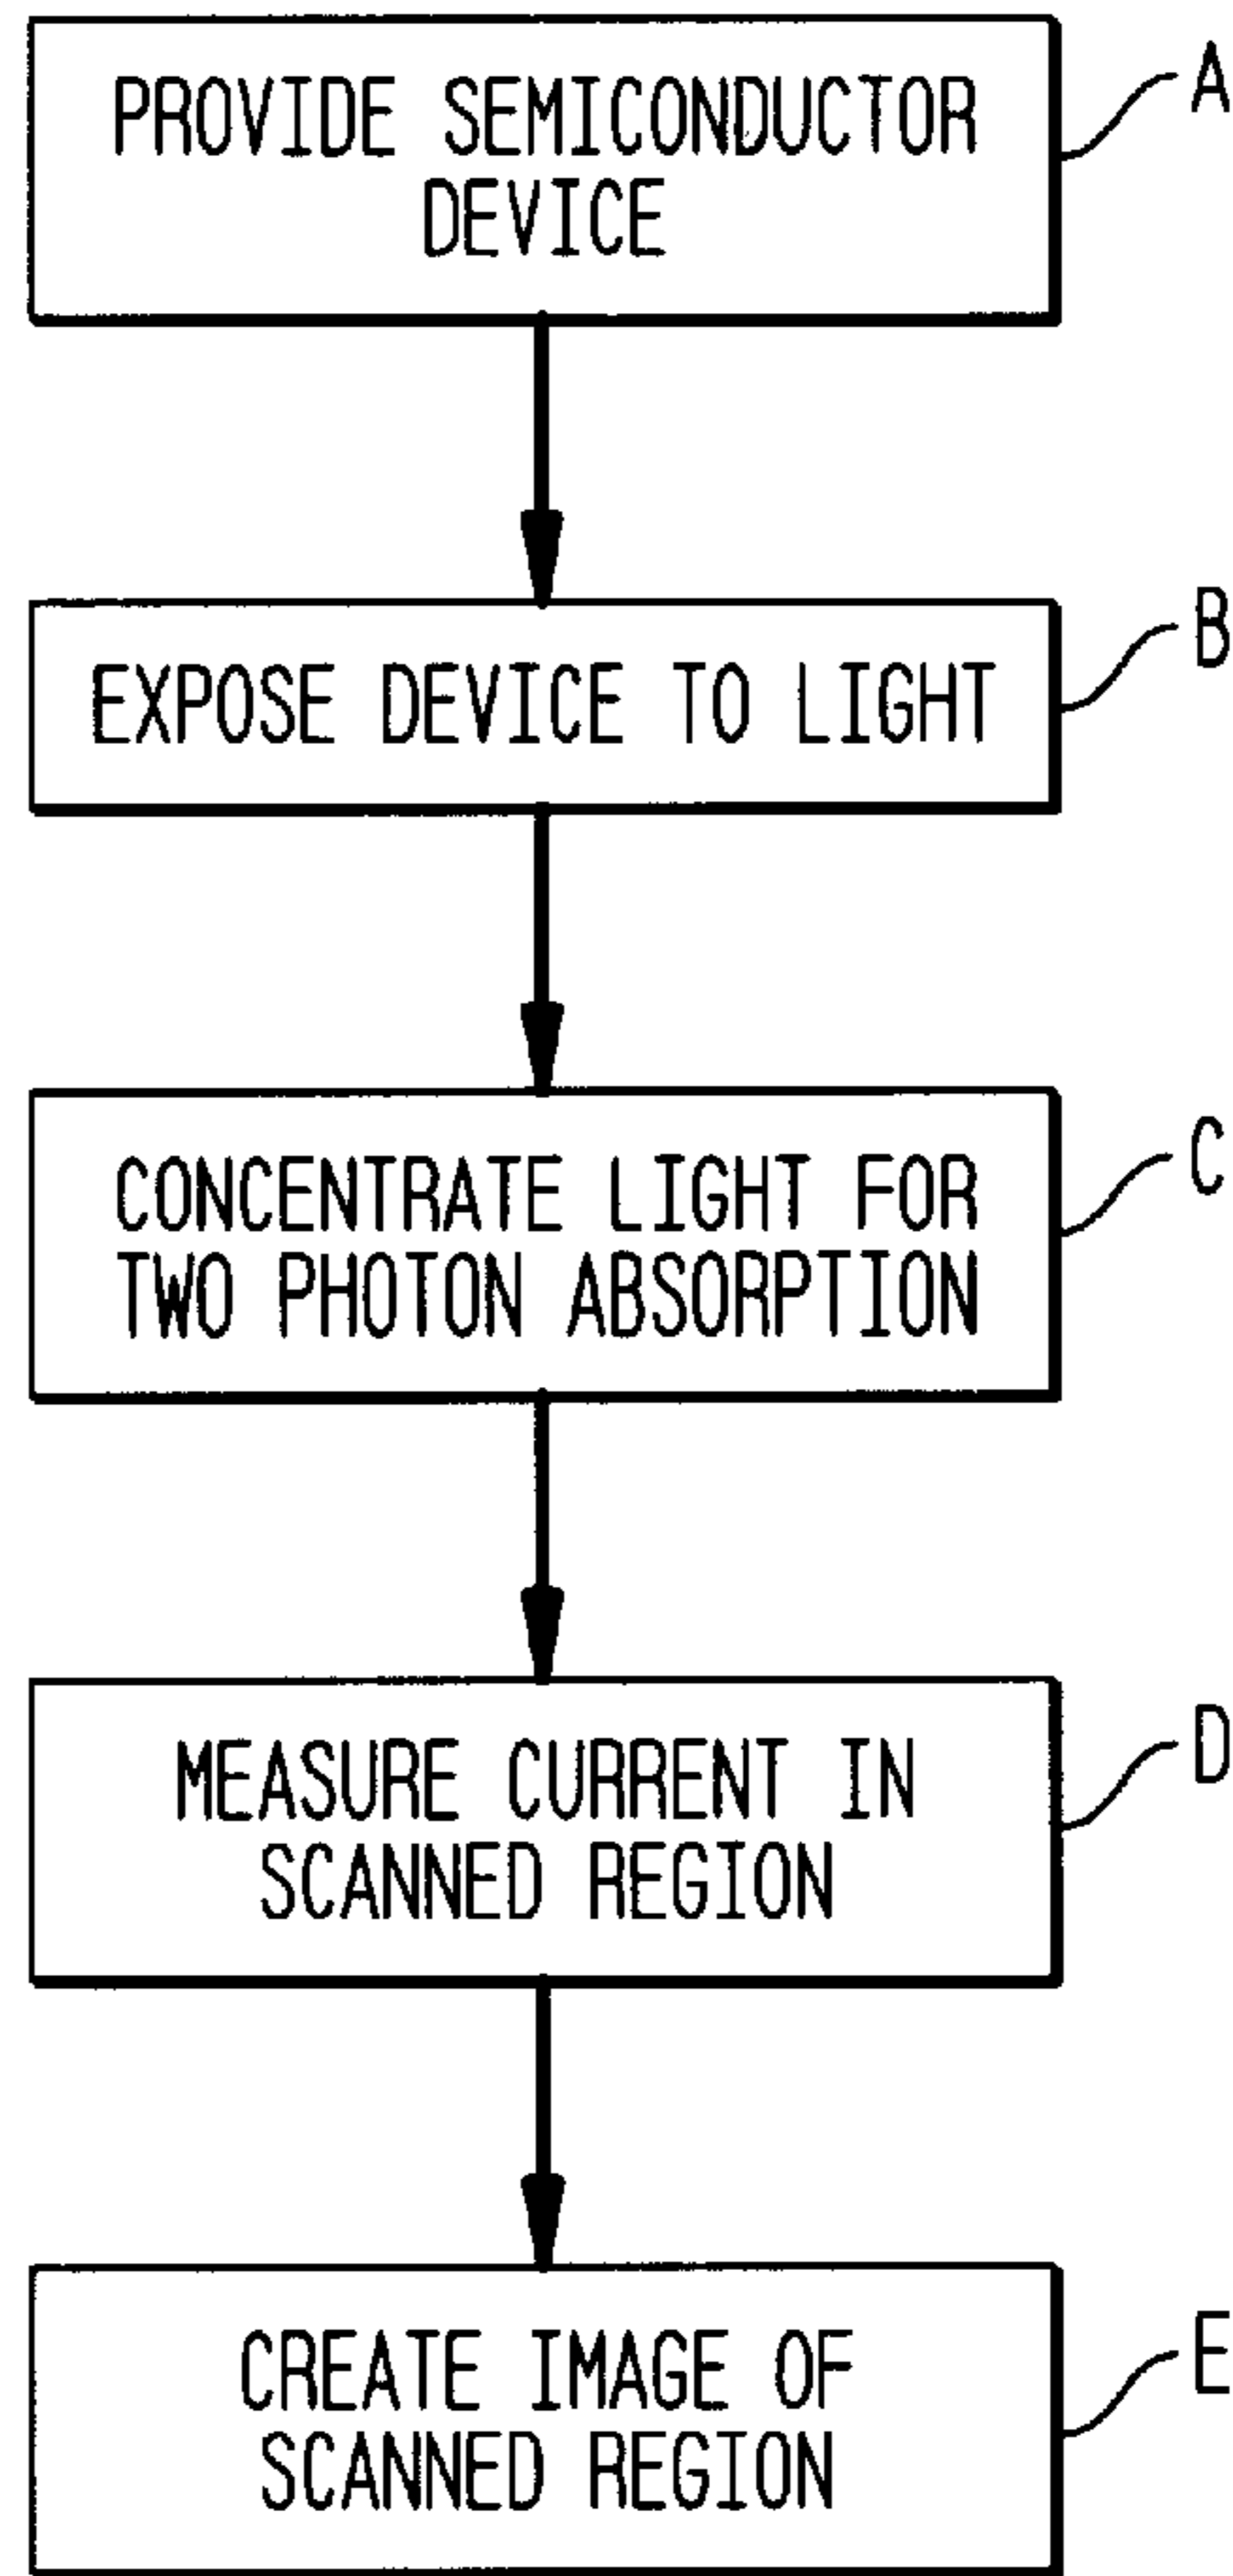 PROVIDE SEMICONDUCTOR
DEVICE
A
EXPOSE DEVICE TO LIGHT
B
CONCENTRATE LIGHT FOR
TWO PHOTON ABSORPTION
C
MEASURE CURRENT IN
SCANNED REGION
D
CREATE IMAGE OF
SCANNED REGION
E